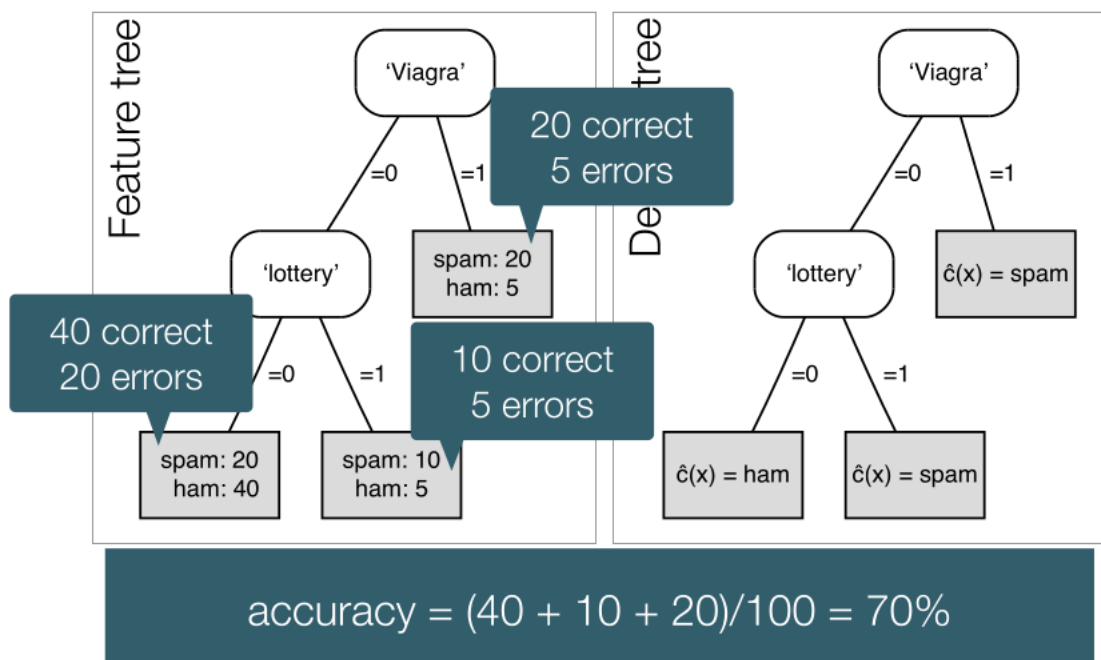 Feature tree
'Viagra'
=0
=1
20 correct
5 errors
'lottery'
spam: 20
ham: 5
40 correct
20 errors
=0
=1
10 correct
5 errors
spam: 20
ham: 40
spam: 10
ham: 5
De tree
'Viagra'
=0
=1
'lottery'
ĉ(x) = spam
=0
=1
ĉ(x) = ham
ĉ(x) = spam
accuracy = (40 + 10 + 20)/100 = 70%